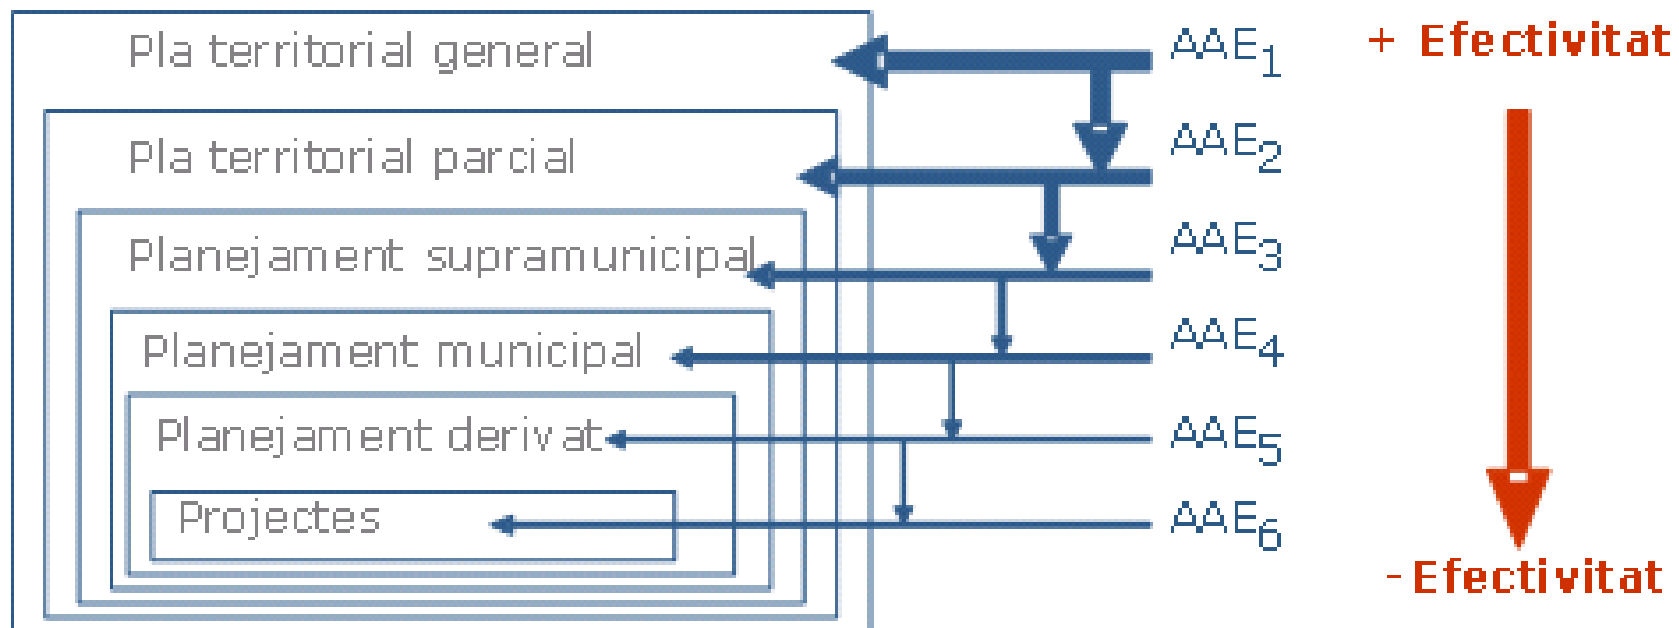 Pla territorial general
AAE1
+ Efectivitat
Pla territorial parcial
AAE2
Planejament supramunicipal
AAE3
Planejament municipal
AAE4
Planejament derivat
AAE5
Projectes
AAE6
- Efectivitat